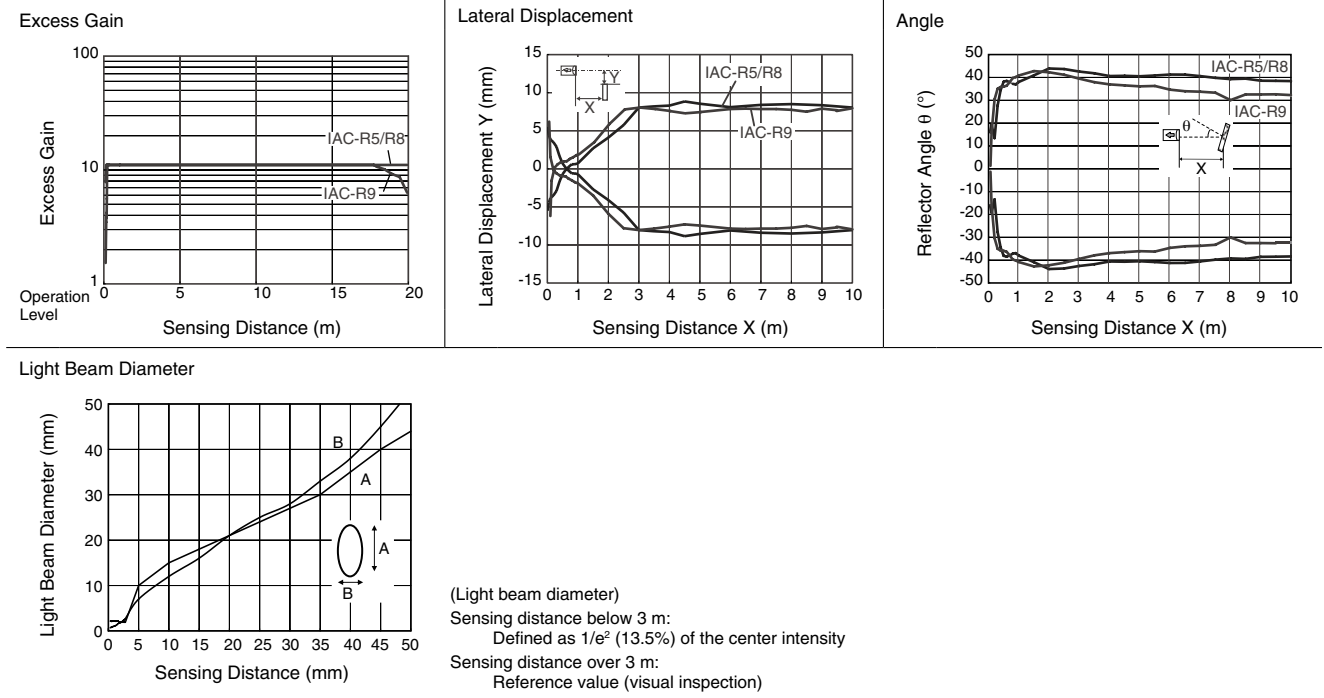 Excess Gain
100
10
1
Excess Gain
IAC-R5/R8
IAC-R9
Operation
Level
0 5 10 15 20
Sensing Distance (m)
Lateral Displacement
15
10
5
0
-5
-10
-15
Lateral Displacement Y (mm)
Y
X
IAC-R5/R8
IAC-R9
0 1 2 3 4 5 6 7 8 9 10
Sensing Distance X (m)
Angle
50
40
30
20
10
0
-10
-20
-30
-40
-50
Reflector Angle θ (°)
IAC-R5/R8
IAC-R9
θ
X
0 1 2 3 4 5 6 7 8 9 10
Sensing Distance X (m)
Light Beam Diameter
50
40
30
20
10
0
Light Beam Diameter (mm)
B
A
A
B
0 5 10 15 20 25 30 35 40 45 50
Sensing Distance (mm)
(Light beam diameter)
Sensing distance below 3 m:
Defined as 1/e² (13.5%) of the center intensity
Sensing distance over 3 m:
Reference value (visual inspection)